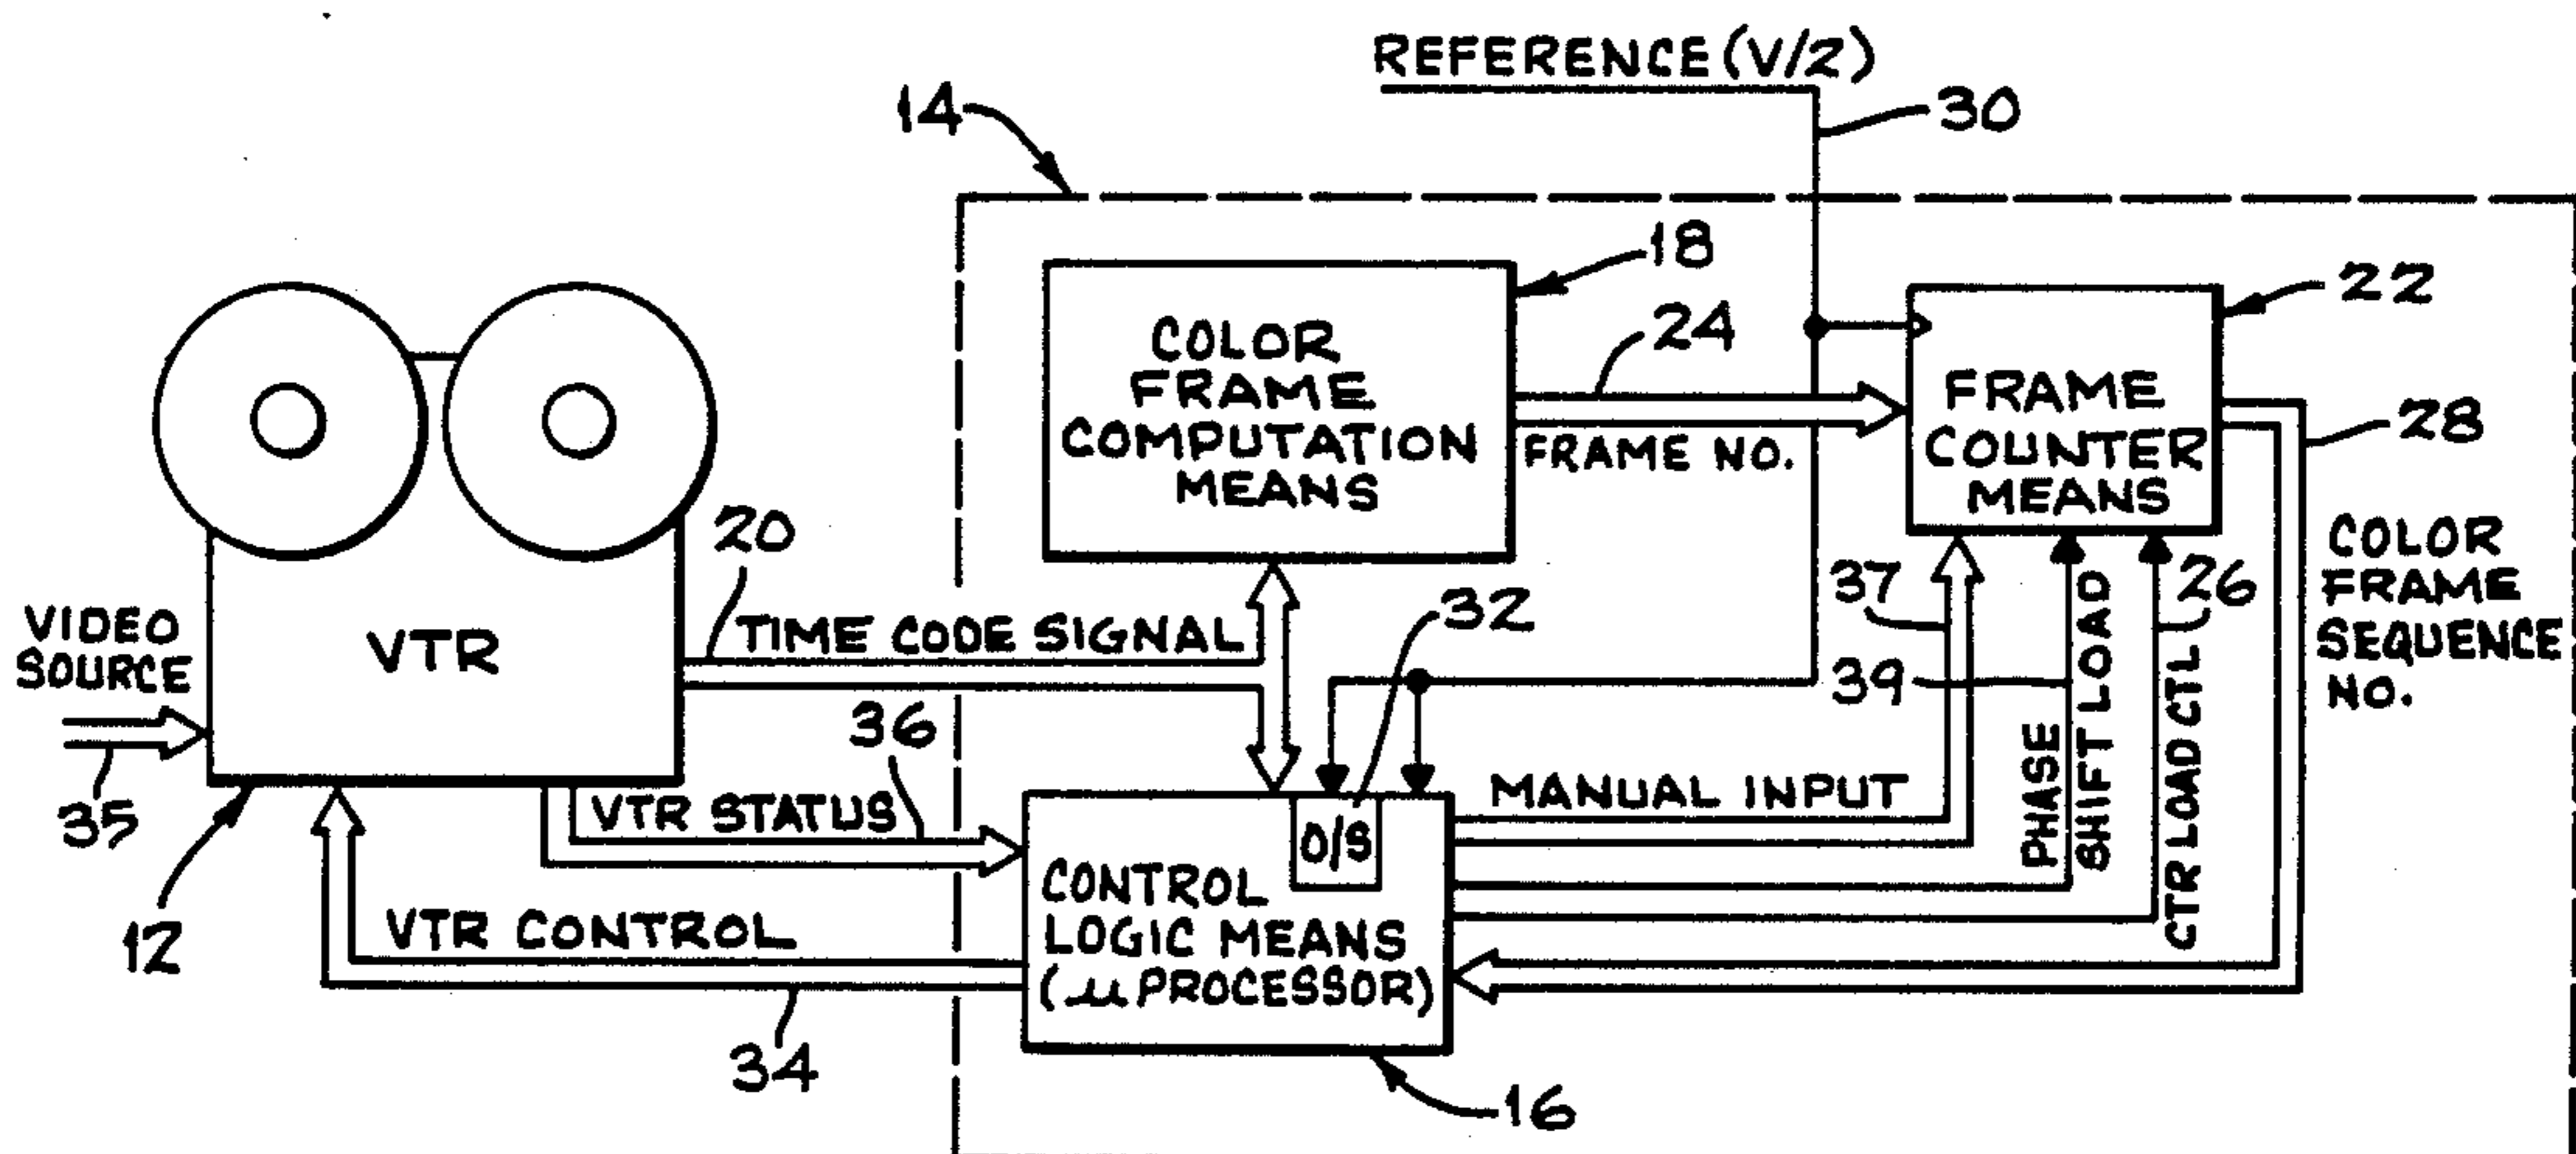 REFERENCE (V/2)
14
30
18
22
COLOR
FRAME
COMPUTATION
MEANS
24
FRAME NO.
FRAME
COUNTER
MEANS
28
COLOR
FRAME
SEQUENCE
NO.
20
TIME CODE SIGNAL
32
37
39
26
PHASE
SHIFT LOAD
CTR LOAD CTL
VIDEO
SOURCE
VTR
35
12
36
VTR STATUS
O/S
MANUAL INPUT
CONTROL
LOGIC MEANS
(μ PROCESSOR)
VTR CONTROL
34
16